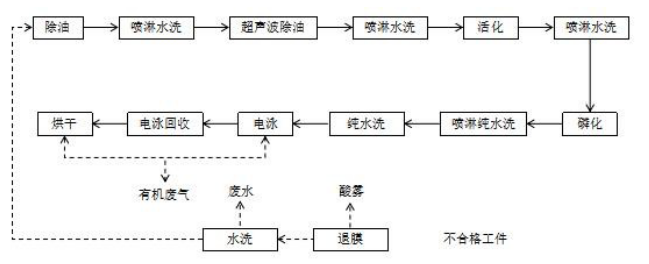 除油
喷淋水洗
超声波除油
喷淋水洗
活化
喷淋水洗
烘干
电泳回收
电泳
纯水洗
喷淋纯水洗
磷化
有机废气
废水
酸雾
水洗
退膜
不合格工件